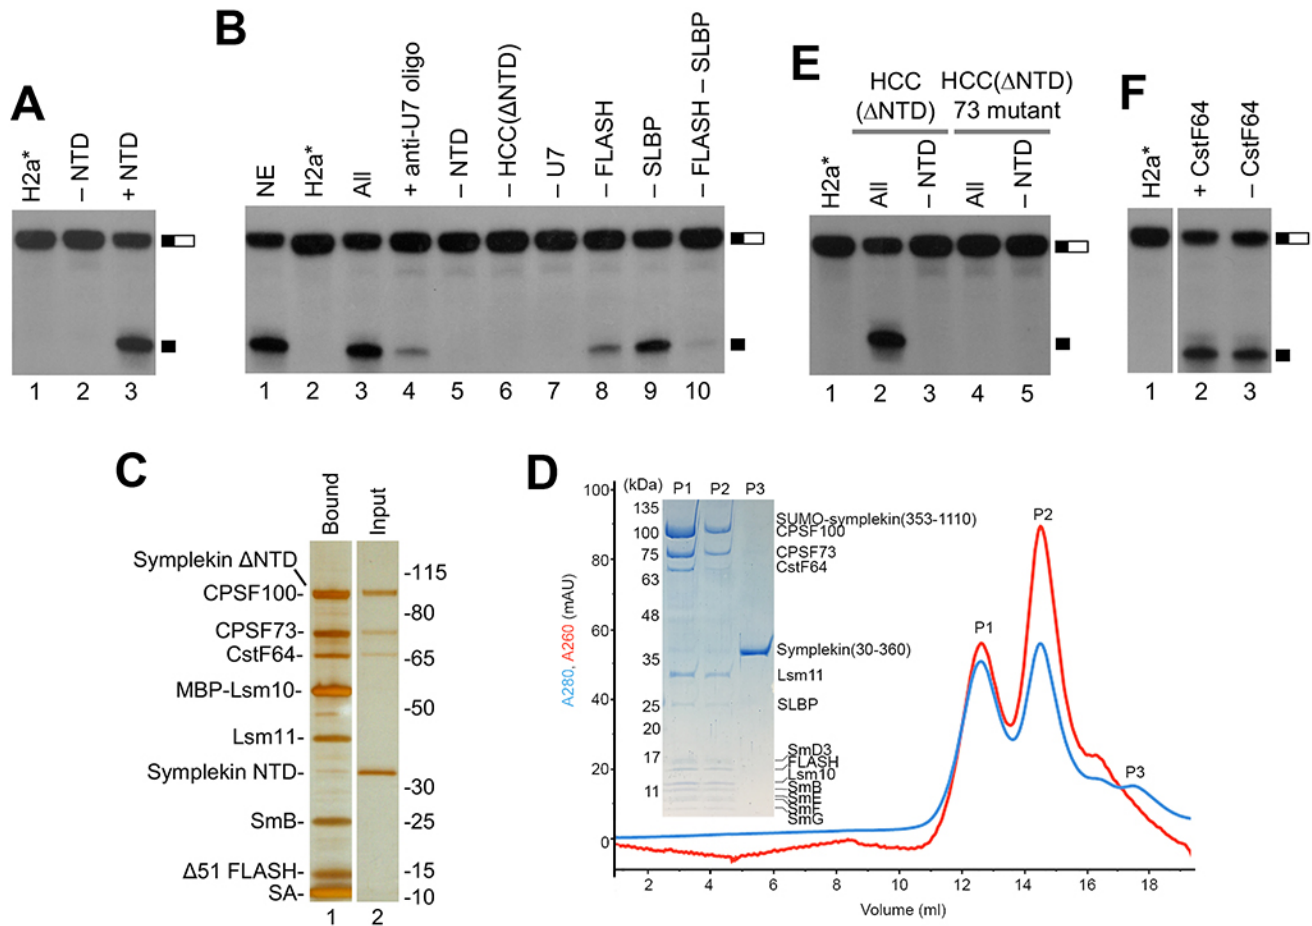 A
H2a*
– NTD
+ NTD
1 2 3
B
NE
H2a*
All
+ anti-U7 oligo
– NTD
– HCC(ΔNTD)
– U7
– FLASH
– SLBP
– FLASH – SLBP
1 2 3 4 5 6 7 8 9 10
E
HCC
(ΔNTD)
HCC(ΔNTD)
73 mutant
H2a*
All
– NTD
All
– NTD
1 2 3 4 5
F
H2a*
+ CstF64
– CstF64
1 2 3
C
Bound
Input
Symplekin ΔNTD
CPSF100-
CPSF73-
CstF64-
MBP-Lsm10-
Lsm11-
Symplekin NTD-
SmB-
Δ51 FLASH-
SA-
-115
-80
-65
-50
-30
-25
-15
-10
1 2
D
A280, A260 (mAU)
100
80
60
40
20
0
(kDa) P1 P2 P3
135
100
75
63
48
35
25
20
17
11
SUMO-symplekin(353-1110)
CPSF100
CPSF73
CstF64
Symplekin(30-360)
Lsm11
SLBP
SmD3
FLASH
Lsm10
SmB
SmE
SmF
SmG
P1
P2
P3
2 4 6 8 10 12 14 16 18
Volume (ml)